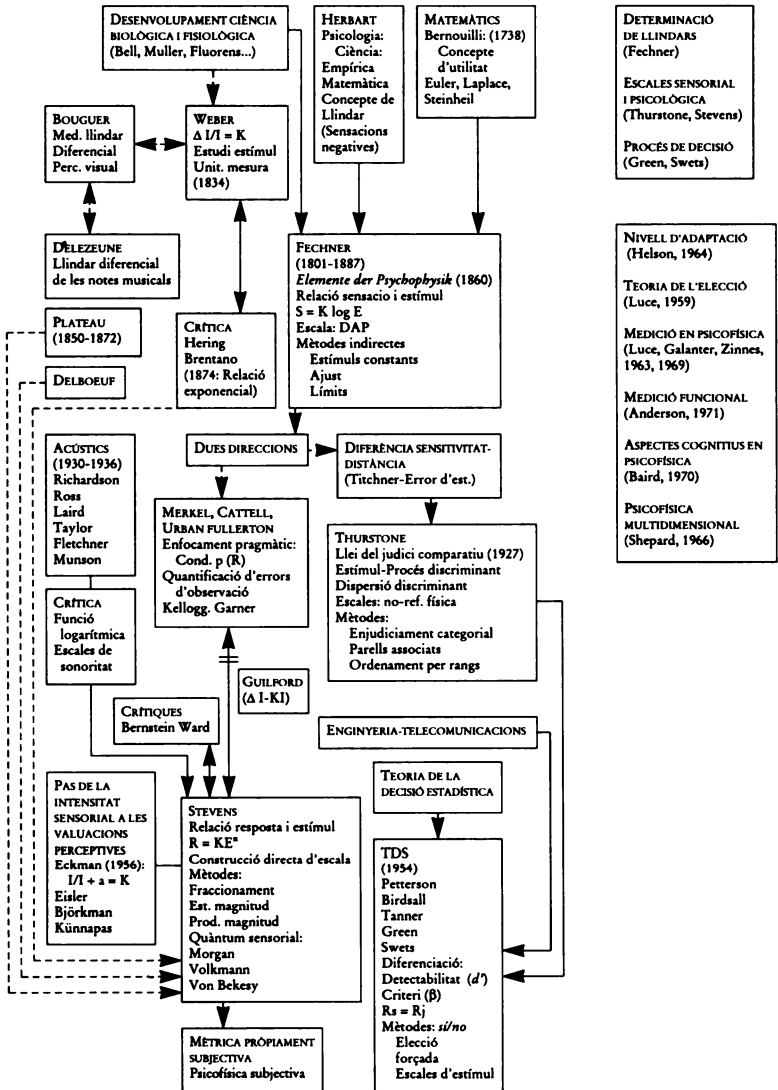 DESENVOLUPAMENT CIÈNCIA
BIOLÒGICA I FISIOLÒGICA
(Bell, Muller, Fluorens...)
HERBART
Psicologia:
Ciència:
Empírica
Matemàtica
Concepte de
Llindar
(Sensacions
negatives)
MATEMÀTICS
Bernouilli: (1738)
Concepte
d'utilitat
Euler, Laplace,
Steinheil
DETERMINACIÓ
DE LLINDARS
(Fechner)
ESCALES SENSORIAL
I PSICOLÒGICA
(Thurstone, Stevens)
PROCÉS DE DECISIÓ
(Green, Swets)
BOUGUER
Med. llindar
Diferencial
Perc. visual
WEBER
Δ I/I = K
Estudi estímul
Unit. mesura
(1834)
DÈLEZEUNE
Llindar diferencial
de les notes musicals
FECHNER
(1801-1887)
Elemente der Psychophysik (1860)
Relació sensacio i estímul
S = K log E
Escala: DAP
Mètodes indirectes
Estímuls constants
Ajust
Límits
NIVELL D'ADAPTACIÓ
(Helson, 1964)
TEORIA DE L'ELECCIÓ
(Luce, 1959)
MEDICIÓ EN PSICOFÍSICA
(Luce, Galanter, Zinnes,
1963, 1969)
MEDICIÓ FUNCIONAL
(Anderson, 1971)
ASPECTES COGNITIUS EN
PSICOFÍSICA
(Baird, 1970)
PSICOFÍSICA
MULTIDIMENSIONAL
(Shepard, 1966)
PLATEAU
(1850-1872)
CRÍTICA
Hering
Brentano
(1874: Relació
exponencial)
DELBOEUF
ACÚSTICS
(1930-1936)
Richardson
Ross
Laird
Taylor
Fletchner
Munson
DUES DIRECCIONS
DIFERÈNCIA SENSITIVITAT-
DISTÀNCIA
(Titchner-Error d'est.)
MERKEL, CATTELL,
URBAN FULLERTON
Enfocament pragmàtic:
Cond. p (R)
Quantificació d'errors
d'observació
Kellogg. Garner
THURSTONE
Llei del judici comparatiu (1927)
Estímul-Procés discriminant
Dispersió discriminant
Escales: no-ref. física
Mètodes:
Enjudiciament categorial
Parells associats
Ordenament per rangs
CRÍTICA
Funció
logarítmica
Escales de
sonoritat
GUILFORD
(Δ I-KI)
CRÍTIQUES
Bernstein Ward
ENGINYERIA-TELECOMUNICACIONS
PAS DE LA
INTENSITAT
SENSORIAL A LES
VALUACIONS
PERCEPTIVES
Eckman (1956):
I/I + a = K
Eisler
Björkman
Künnapas
STEVENS
Relació resposta i estímul
R = KEⁿ
Construcció directa d'escala
Mètodes:
Fraccionament
Est. magnitud
Prod. magnitud
Quàntum sensorial:
Morgan
Volkmann
Von Bekesy
TEORIA DE LA
DECISIÓ ESTADÍSTICA
TDS
(1954)
Petterson
Birdsall
Tanner
Green
Swets
Diferenciació:
Detectabilitat (d')
Criteri (β)
Rs = Rj
Mètodes: sí/no
Elecció
forçada
Escales d'estímul
MÈTRICA PRÒPIAMENT
SUBJECTIVA
Psicofísica subjectiva